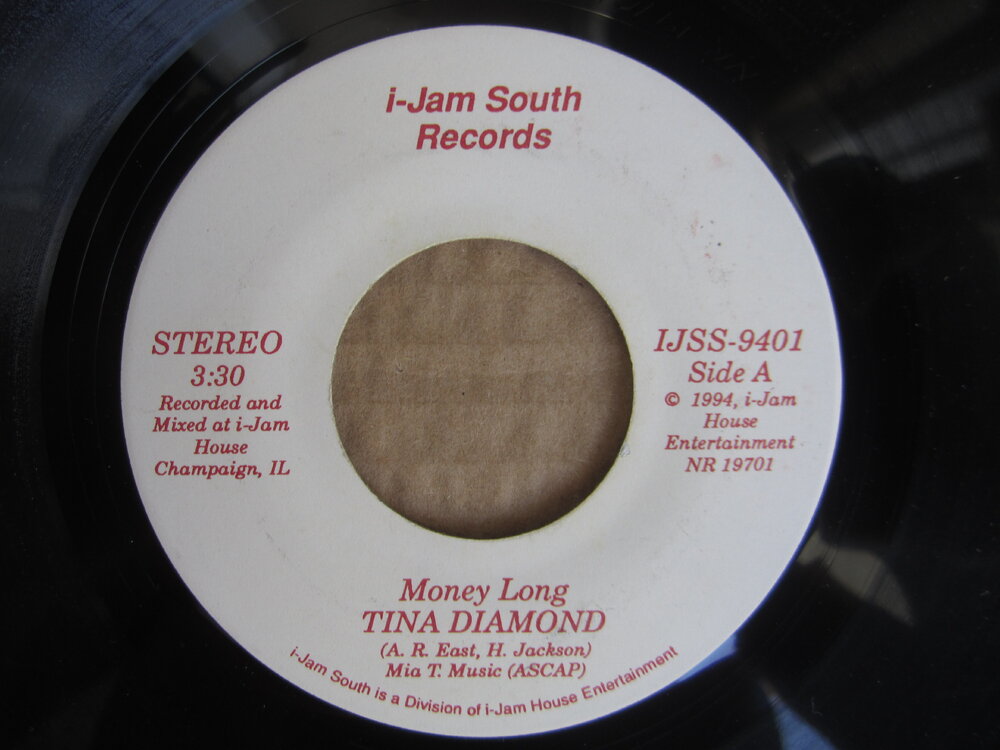 i-Jam South
Records
STEREO
3:30
Recorded and
Mixed at i-Jam
House
Champaign, IL
IJSS-9401
Side A
© 1994, i-Jam
House
Entertainment
NR 19701
Money Long
TINA DIAMOND
(A. R. East, H. Jackson)
Mia T. Music (ASCAP)
i-Jam South is a Division of i-Jam House Entertainment